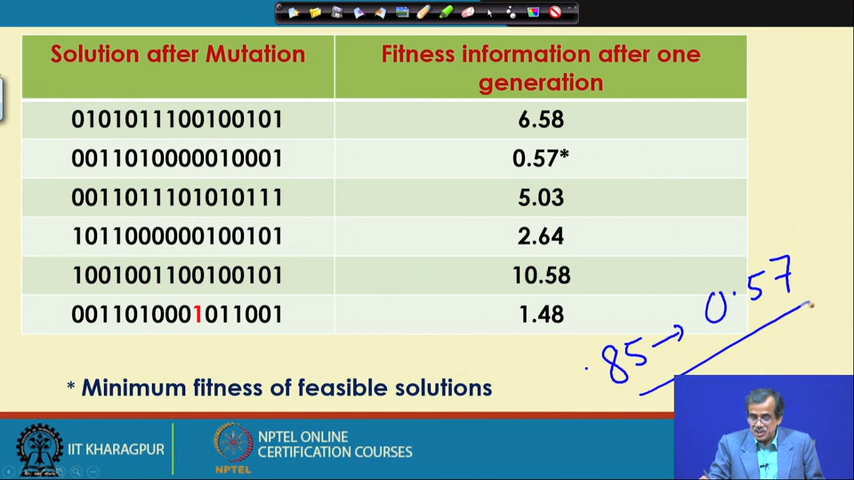 Solution after Mutation
Fitness information after one
generation
0101011100100101
6.58
0011010000010001
0.57*
0011011101010111
5.03
1011000000100101
2.64
1001001100100101
10.58
0011010001011001
1.48
.85 → 0.57
* Minimum fitness of feasible solutions
IIT KHARAGPUR
NPTEL
NPTEL ONLINE
CERTIFICATION COURSES